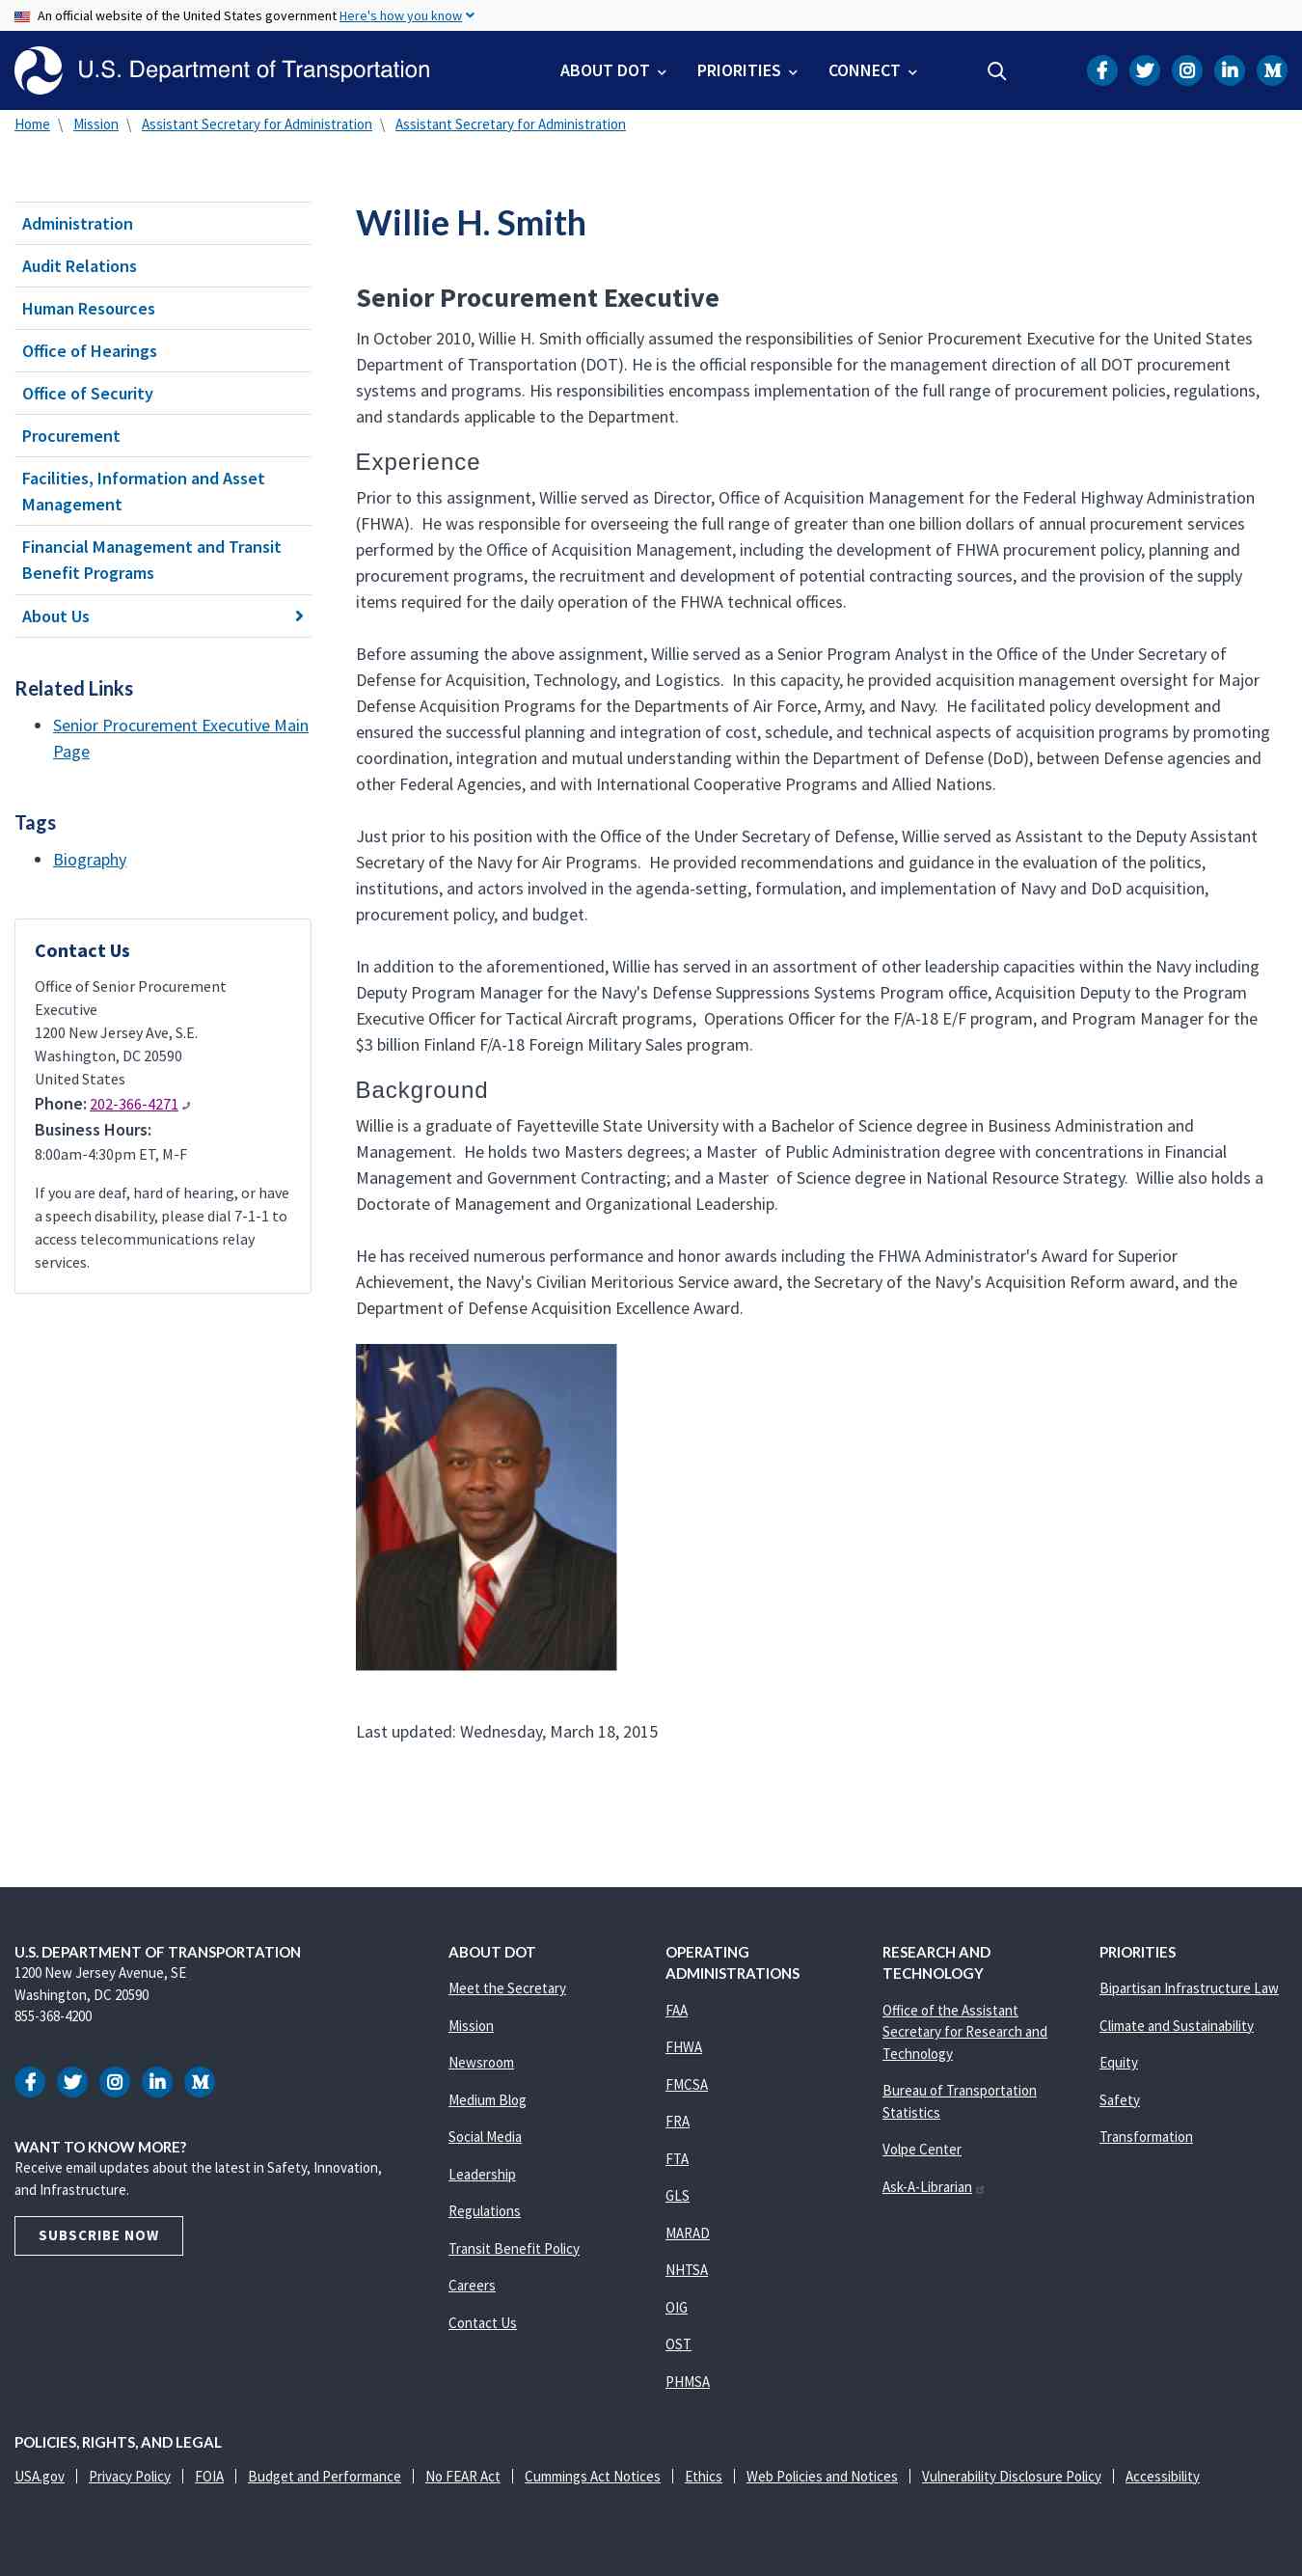 An official website of the United States government Here's how you know
U.S. Department of Transportation
ABOUT DOT
PRIORITIES
CONNECT
Home \ Mission \ Assistant Secretary for Administration \ Assistant Secretary for Administration
Administration
Audit Relations
Human Resources
Office of Hearings
Office of Security
Procurement
Facilities, Information and Asset
Management
Financial Management and Transit
Benefit Programs
About Us
Related Links
Senior Procurement Executive Main
Page
Tags
Biography
Contact Us
Office of Senior Procurement
Executive
1200 New Jersey Ave, S.E.
Washington, DC 20590
United States
Phone: 202-366-4271
Business Hours:
8:00am-4:30pm ET, M-F
If you are deaf, hard of hearing, or have
a speech disability, please dial 7-1-1 to
access telecommunications relay
services.
Willie H. Smith
Senior Procurement Executive
In October 2010, Willie H. Smith officially assumed the responsibilities of Senior Procurement Executive for the United States
Department of Transportation (DOT). He is the official responsible for the management direction of all DOT procurement
systems and programs. His responsibilities encompass implementation of the full range of procurement policies, regulations,
and standards applicable to the Department.
Experience
Prior to this assignment, Willie served as Director, Office of Acquisition Management for the Federal Highway Administration
(FHWA).  He was responsible for overseeing the full range of greater than one billion dollars of annual procurement services
performed by the Office of Acquisition Management, including the development of FHWA procurement policy, planning and
procurement programs, the recruitment and development of potential contracting sources, and the provision of the supply
items required for the daily operation of the FHWA technical offices.
Before assuming the above assignment, Willie served as a Senior Program Analyst in the Office of the Under Secretary of
Defense for Acquisition, Technology, and Logistics.  In this capacity, he provided acquisition management oversight for Major
Defense Acquisition Programs for the Departments of Air Force, Army, and Navy.  He facilitated policy development and
ensured the successful planning and integration of cost, schedule, and technical aspects of acquisition programs by promoting
coordination, integration and mutual understanding within the Department of Defense (DoD), between Defense agencies and
other Federal Agencies, and with International Cooperative Programs and Allied Nations.
Just prior to his position with the Office of the Under Secretary of Defense, Willie served as Assistant to the Deputy Assistant
Secretary of the Navy for Air Programs.  He provided recommendations and guidance in the evaluation of the politics,
institutions, and actors involved in the agenda-setting, formulation, and implementation of Navy and DoD acquisition,
procurement policy, and budget.
In addition to the aforementioned, Willie has served in an assortment of other leadership capacities within the Navy including
Deputy Program Manager for the Navy's Defense Suppressions Systems Program office, Acquisition Deputy to the Program
Executive Officer for Tactical Aircraft programs,  Operations Officer for the F/A-18 E/F program, and Program Manager for the
$3 billion Finland F/A-18 Foreign Military Sales program.
Background
Willie is a graduate of Fayetteville State University with a Bachelor of Science degree in Business Administration and
Management.  He holds two Masters degrees; a Master  of Public Administration degree with concentrations in Financial
Management and Government Contracting; and a Master  of Science degree in National Resource Strategy.  Willie also holds a
Doctorate of Management and Organizational Leadership.
He has received numerous performance and honor awards including the FHWA Administrator's Award for Superior
Achievement, the Navy's Civilian Meritorious Service award, the Secretary of the Navy's Acquisition Reform award, and the
Department of Defense Acquisition Excellence Award.
Last updated: Wednesday, March 18, 2015
U.S. DEPARTMENT OF TRANSPORTATION
1200 New Jersey Avenue, SE
Washington, DC 20590
855-368-4200
WANT TO KNOW MORE?
Receive email updates about the latest in Safety, Innovation,
and Infrastructure.
SUBSCRIBE NOW
ABOUT DOT
Meet the Secretary
Mission
Newsroom
Medium Blog
Social Media
Leadership
Regulations
Transit Benefit Policy
Careers
Contact Us
OPERATING
ADMINISTRATIONS
FAA
FHWA
FMCSA
FRA
FTA
GLS
MARAD
NHTSA
OIG
OST
PHMSA
RESEARCH AND
TECHNOLOGY
Office of the Assistant
Secretary for Research and
Technology
Bureau of Transportation
Statistics
Volpe Center
Ask-A-Librarian
PRIORITIES
Bipartisan Infrastructure Law
Climate and Sustainability
Equity
Safety
Transformation
POLICIES, RIGHTS, AND LEGAL
USA.gov | Privacy Policy | FOIA | Budget and Performance | No FEAR Act | Cummings Act Notices | Ethics | Web Policies and Notices | Vulnerability Disclosure Policy | Accessibility